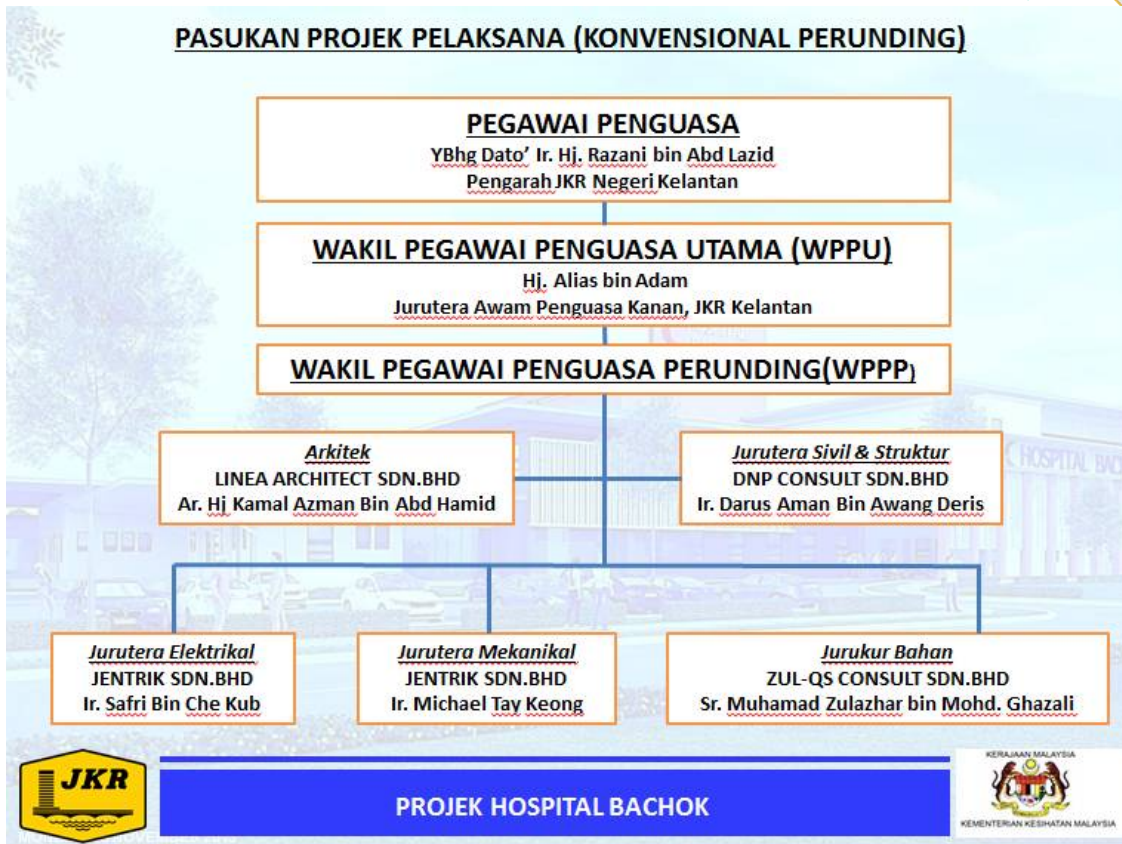 PASUKAN PROJEK PELAKSANA (KONVENSIONAL PERUNDING)
PEGAWAI PENGUASA
YBhg Dato' Ir. Hj. Razani bin Abd Lazid
Pengarah JKR Negeri Kelantan
WAKIL PEGAWAI PENGUASA UTAMA (WPPU)
Hj. Alias bin Adam
Jurutera Awam Penguasa Kanan, JKR Kelantan
WAKIL PEGAWAI PENGUASA PERUNDING(WPPP)
Arkitek
LINEA ARCHITECT SDN.BHD
Ar. Hj Kamal Azman Bin Abd Hamid
Jurutera Sivil & Struktur
DNP CONSULT SDN.BHD
Ir. Darus Aman Bin Awang Deris
HOSPITAL BAC
Jurutera Elektrikal
JENTRIK SDN.BHD
Ir. Safri Bin Che Kub
Jurutera Mekanikal
JENTRIK SDN.BHD
Ir. Michael Tay Keong
Jurukur Bahan
ZUL-QS CONSULT SDN.BHD
Sr. Muhamad Zulazhar bin Mohd. Ghazali
JKR
PROJEK HOSPITAL BACHOK
KERAJAAN MALAYSIA
KEMENTERIAN KESIHATAN MALAYSIA